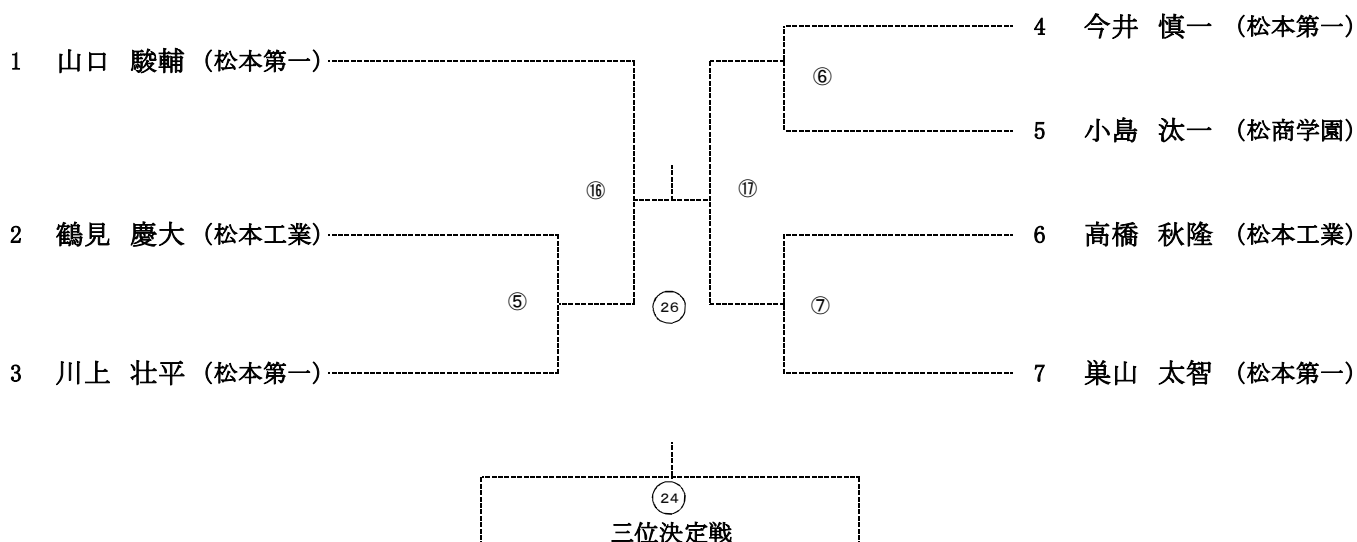 4 今井 慎一 (松本第一)
1 山口 駿輔 (松本第一)
⑥
5 小島 汰一 (松商学園)
⑯
⑰
2 鶴見 慶大 (松本工業)
6 高橋 秋隆 (松本工業)
⑤
26
⑦
3 川上 壮平 (松本第一)
7 巣山 太智 (松本第一)
24
三位決定戦